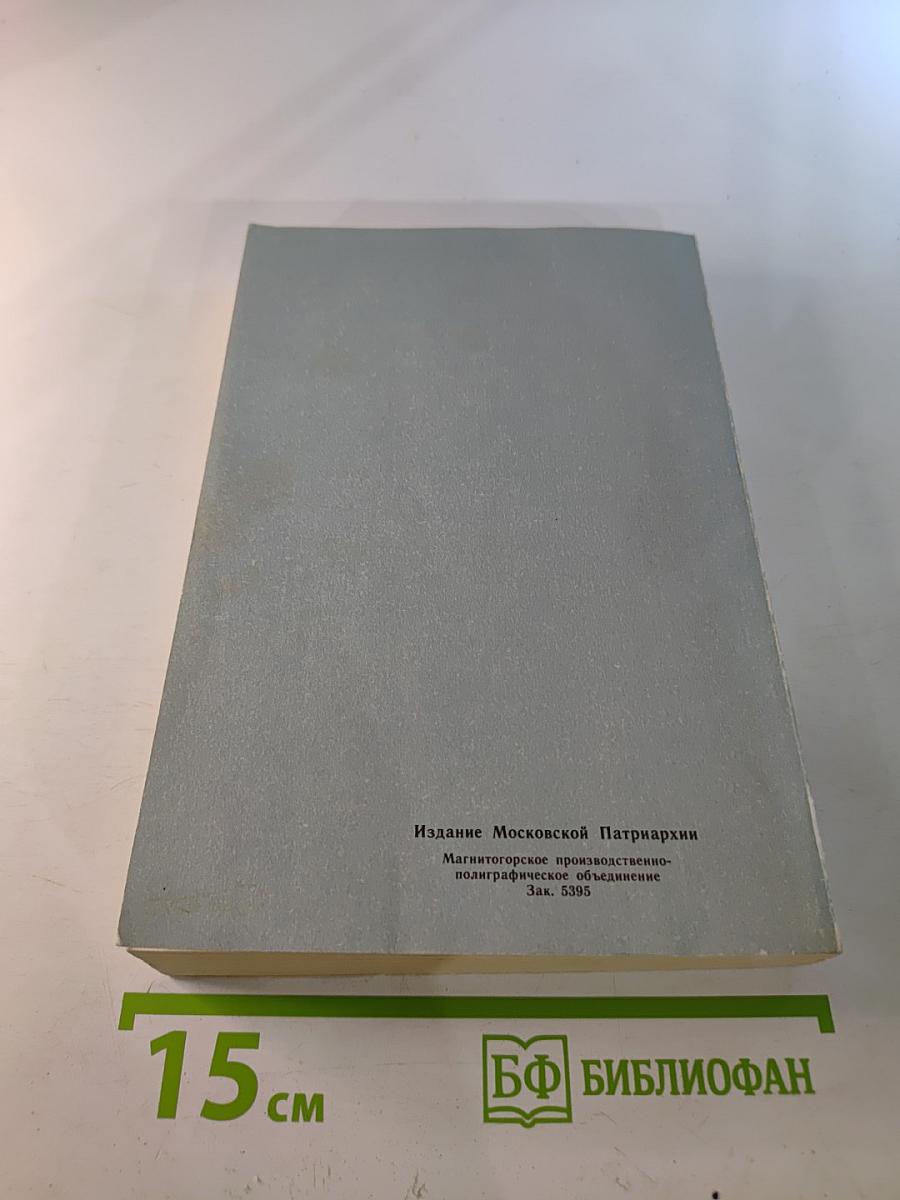 Издание Московской Патриархии
Магнитогорское производственно-
полиграфическое объединение
Зак. 5395
15 см
БФ БИБЛИОФАН